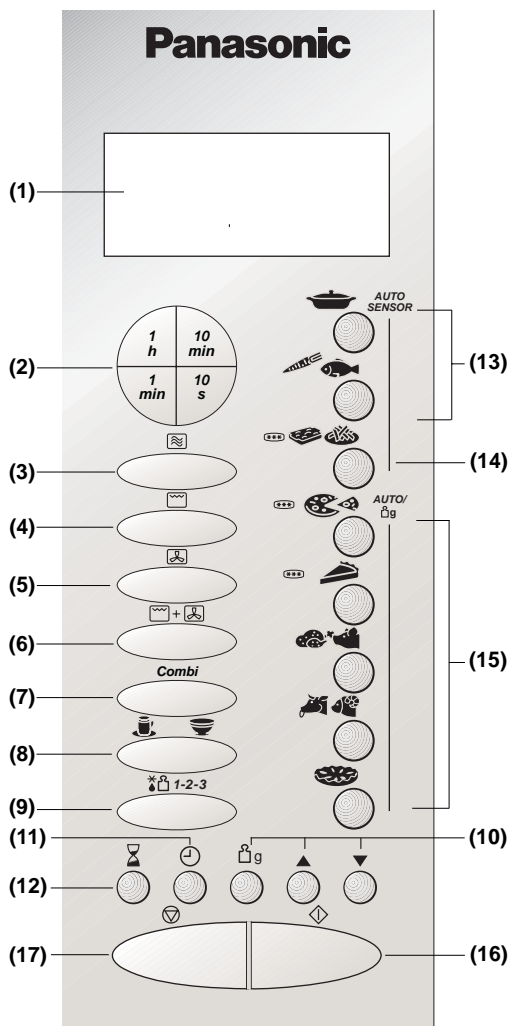 Panasonic
(1)
AUTO
SENSOR
1
h
10
min
(2)
(13)
1
min
10
s
(3)
(14)
(4)
AUTO/
g
(5)
(6)
(15)
Combi
(7)
(8)
1-2-3
(9)
(11)
(10)
g
(12)
(17)
(16)